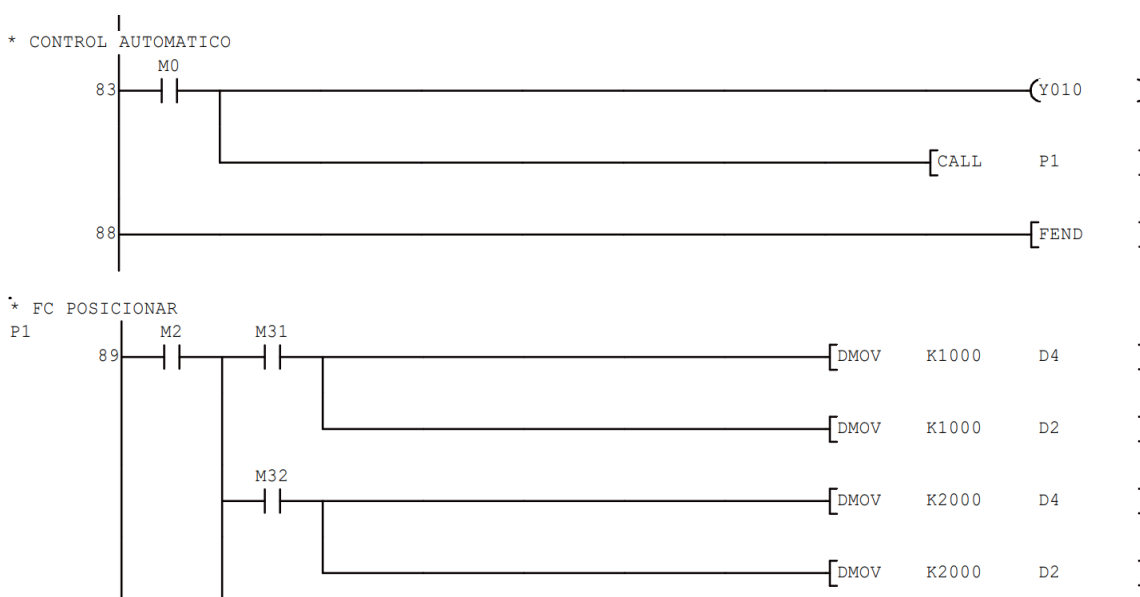 * CONTROL AUTOMATICO
M0
83 Y010
CALL P1
88 FEND
* FC POSICIONAR
P1 M2 M31
89 DMOV K1000 D4
DMOV K1000 D2
M32
DMOV K2000 D4
DMOV K2000 D2